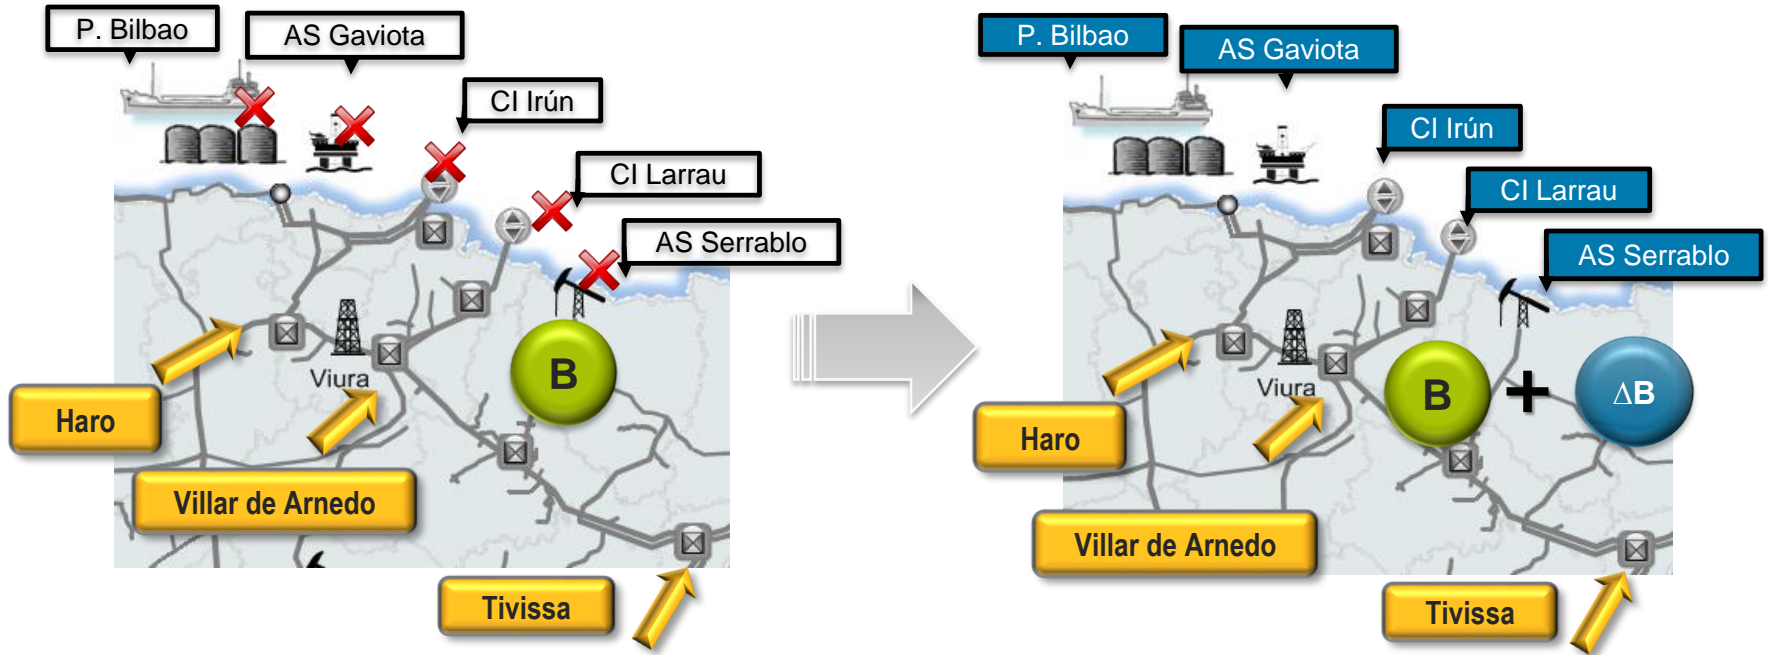 P. Bilbao
AS Gaviota
CI Irún
CI Larrau
AS Serrablo
B
Viura
Haro
Villar de Arnedo
Tivissa
P. Bilbao
AS Gaviota
CI Irún
CI Larrau
AS Serrablo
B
+
∆B
Viura
Haro
Villar de Arnedo
Tivissa